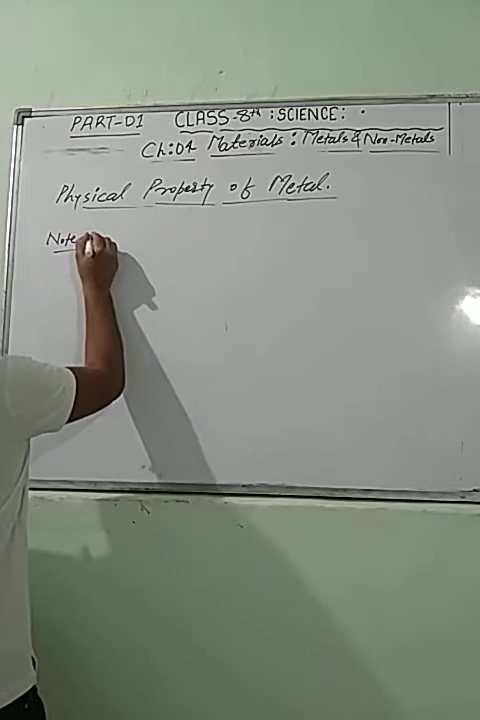 PART-01 CLASS-8th :SCIENCE:
Ch:04 Materials: Metals & Non-Metals
Physical Property of Metal.
Note